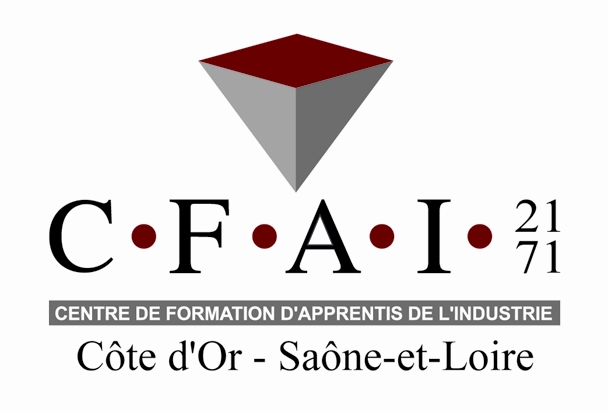 C•F•A•I• 21 71
CENTRE DE FORMATION D'APPRENTIS DE L'INDUSTRIE
Côte d'Or - Saône-et-Loire